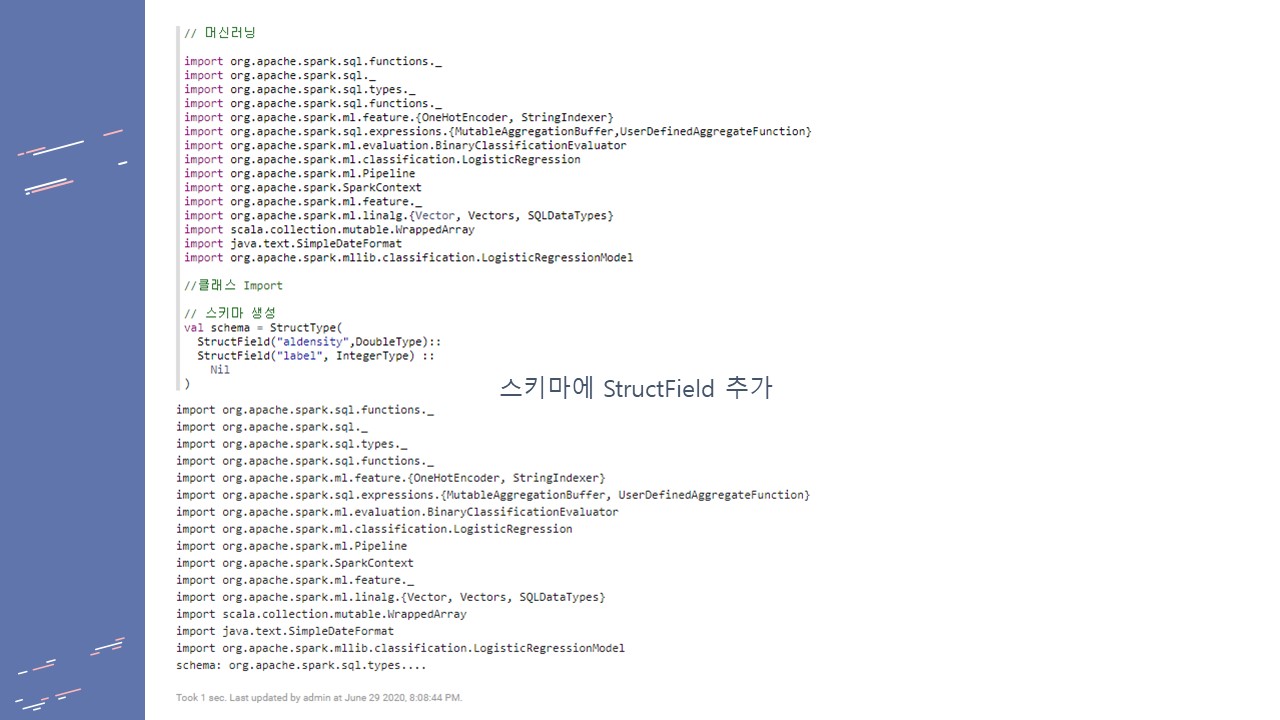 // 머신러닝
import org.apache.spark.sql.functions._
import org.apache.spark.sql._
import org.apache.spark.sql.types._
import org.apache.spark.sql.functions._
import org.apache.spark.ml.feature.{OneHotEncoder, StringIndexer}
import org.apache.spark.sql.expressions.{MutableAggregationBuffer,UserDefinedAggregateFunction}
import org.apache.spark.ml.evaluation.BinaryClassificationEvaluator
import org.apache.spark.ml.classification.LogisticRegression
import org.apache.spark.ml.Pipeline
import org.apache.spark.SparkContext
import org.apache.spark.ml.feature._
import org.apache.spark.ml.linalg.{Vector, Vectors, SQLDataTypes}
import scala.collection.mutable.WrappedArray
import java.text.SimpleDateFormat
import org.apache.spark.mllib.classification.LogisticRegressionModel
//클래스 Import
// 스키마 생성
val schema = StructType(
StructField("aldensity",DoubleType)::
StructField("label", IntegerType) ::
Nil
)
스키마에 StructField 추가
import org.apache.spark.sql.functions._
import org.apache.spark.sql._
import org.apache.spark.sql.types._
import org.apache.spark.sql.functions._
import org.apache.spark.ml.feature.{OneHotEncoder, StringIndexer}
import org.apache.spark.sql.expressions.{MutableAggregationBuffer, UserDefinedAggregateFunction}
import org.apache.spark.ml.evaluation.BinaryClassificationEvaluator
import org.apache.spark.ml.classification.LogisticRegression
import org.apache.spark.ml.Pipeline
import org.apache.spark.SparkContext
import org.apache.spark.ml.feature._
import org.apache.spark.ml.linalg.{Vector, Vectors, SQLDataTypes}
import scala.collection.mutable.WrappedArray
import java.text.SimpleDateFormat
import org.apache.spark.mllib.classification.LogisticRegressionModel
schema: org.apache.spark.sql.types....
Took 1 sec. Last updated by admin at June 29 2020, 8:08:44 PM.